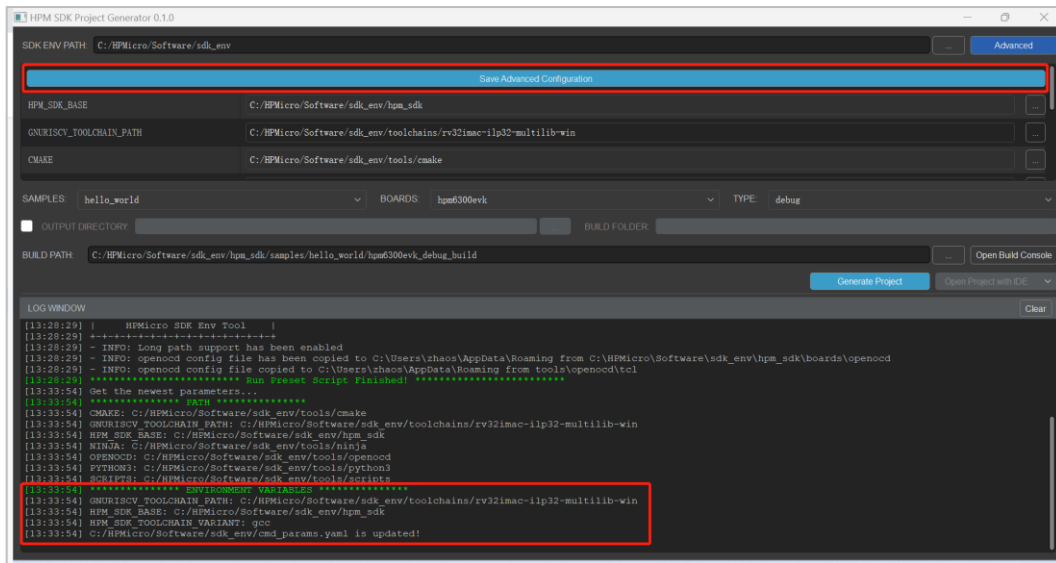 HPM SDK Project Generator 0.1.0
SDK ENV PATH: C:/HPMicro/Software/sdk_env ... Advanced
Save Advanced Configuration
HPM_SDK_BASE C:/HPMicro/Software/sdk_env/hpm_sdk ...
GNURISCV_TOOLCHAIN_PATH C:/HPMicro/Software/sdk_env/toolchains/rv32imac-ilp32-multilib-win ...
CMAKE C:/HPMicro/Software/sdk_env/tools/cmake ...
SAMPLES: hello_world BOARDS: hpm6300evk TYPE: debug
OUTPUT DIRECTORY: ... BUILD FOLDER:
BUILD PATH: C:/HPMicro/Software/sdk_env/hpm_sdk/samples/hello_world/hpm6300evk_debug_build ... Open Build Console
Generate Project Open Project with IDE
LOG WINDOW Clear
[13:28:29] | HPMicro SDK Env Tool |
[13:28:29] +-+-+-+-+-+-+-+-+-+-+-+-+-+-+-+
[13:28:29] - INFO: Long path support has been enabled
[13:28:29] - INFO: openocd config file has been copied to C:\Users\zhaos\AppData\Roaming from C:\HPMicro\Software\sdk_env\hpm_sdk\boards\openocd
[13:28:29] - INFO: openocd config file copied to C:\Users\zhaos\AppData\Roaming from tools\openocd\tcl
[13:28:29] ************************* Run Preset Script Finished! *************************
[13:33:54] Get the newest parameters...
[13:33:54] *************** PATH ***************
[13:33:54] CMAKE: C:/HPMicro/Software/sdk_env/tools/cmake
[13:33:54] GNURISCV_TOOLCHAIN_PATH: C:/HPMicro/Software/sdk_env/toolchains/rv32imac-ilp32-multilib-win
[13:33:54] HPM_SDK_BASE: C:/HPMicro/Software/sdk_env/hpm_sdk
[13:33:54] NINJA: C:/HPMicro/Software/sdk_env/tools/ninja
[13:33:54] OPENOCD: C:/HPMicro/Software/sdk_env/tools/openocd
[13:33:54] PYTHON3: C:/HPMicro/Software/sdk_env/tools/python3
[13:33:54] SCRIPTS: C:/HPMicro/Software/sdk_env/tools/scripts
[13:33:54] *************** ENVIRONMENT VARIABLES ***************
[13:33:54] GNURISCV_TOOLCHAIN_PATH: C:/HPMicro/Software/sdk_env/toolchains/rv32imac-ilp32-multilib-win
[13:33:54] HPM_SDK_BASE: C:/HPMicro/Software/sdk_env/hpm_sdk
[13:33:54] HPM_SDK_TOOLCHAIN_VARIANT: gcc
[13:33:54] C:/HPMicro/Software/sdk_env/cmd_params.yaml is updated!